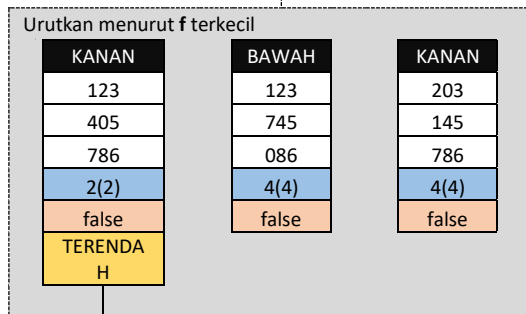 Urutkan menurut f terkecil
KANAN BAWAH KANAN
123 123 203
405 745 145
786 086 786
2(2) 4(4) 4(4)
false false false
TERENDA
H